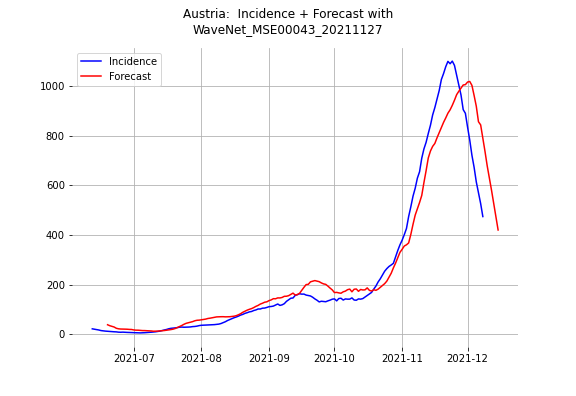 Austria:  Incidence + Forecast with
WaveNet_MSE00043_20211127
Incidence
Forecast
1000
800
600
400
200
0
2021-07 2021-08 2021-09 2021-10 2021-11 2021-12